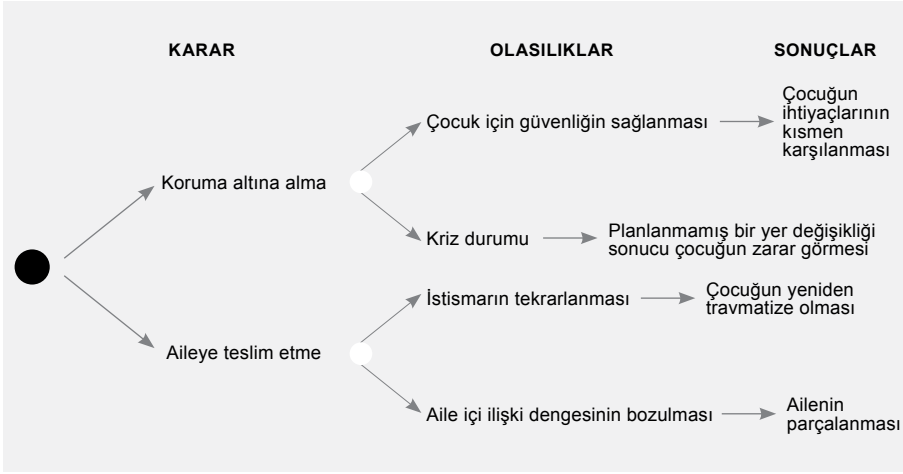 KARAR
OLASILIKLAR
SONUÇLAR
Koruma altına alma
Çocuk için güvenliğin sağlanması
Çocuğun
ihtiyaçlarının
kısmen
karşılanması
Kriz durumu
Planlanmamış bir yer değişikliği
sonucu çocuğun zarar görmesi
Aileye teslim etme
İstismarın tekrarlanması
Çocuğun yeniden
travmatize olması
Aile içi ilişki dengesinin bozulması
Ailenin
parçalanması